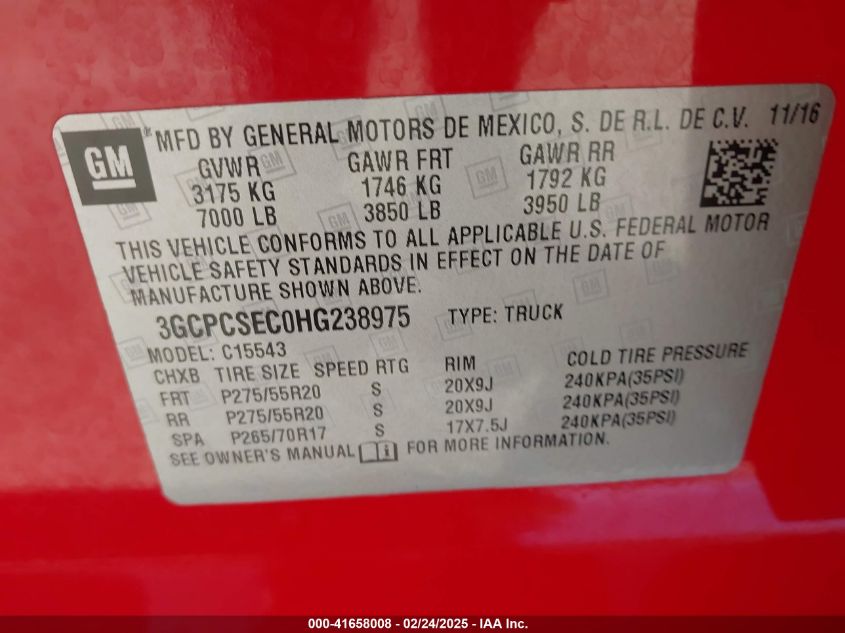 GM
MFD BY GENERAL MOTORS DE MEXICO, S. DE R.L. DE C.V. 11/16
GVWR GAWR FRT GAWR RR
3175 KG 1746 KG 1792 KG
7000 LB 3850 LB 3950 LB
THIS VEHICLE CONFORMS TO ALL APPLICABLE U.S. FEDERAL MOTOR
VEHICLE SAFETY STANDARDS IN EFFECT ON THE DATE OF
MANUFACTURE SHOWN ABOVE.
3GCPCSEC0HG238975 TYPE: TRUCK
MODEL: C15543
CHXB TIRE SIZE SPEED RTG RIM COLD TIRE PRESSURE
FRT P275/55R20 S 20X9J 240KPA(35PSI)
RR P275/55R20 S 20X9J 240KPA(35PSI)
SPA P265/70R17 S 17X7.5J 240KPA(35PSI)
SEE OWNER'S MANUAL FOR MORE INFORMATION.
000-41658008 - 02/24/2025 - IAA Inc.